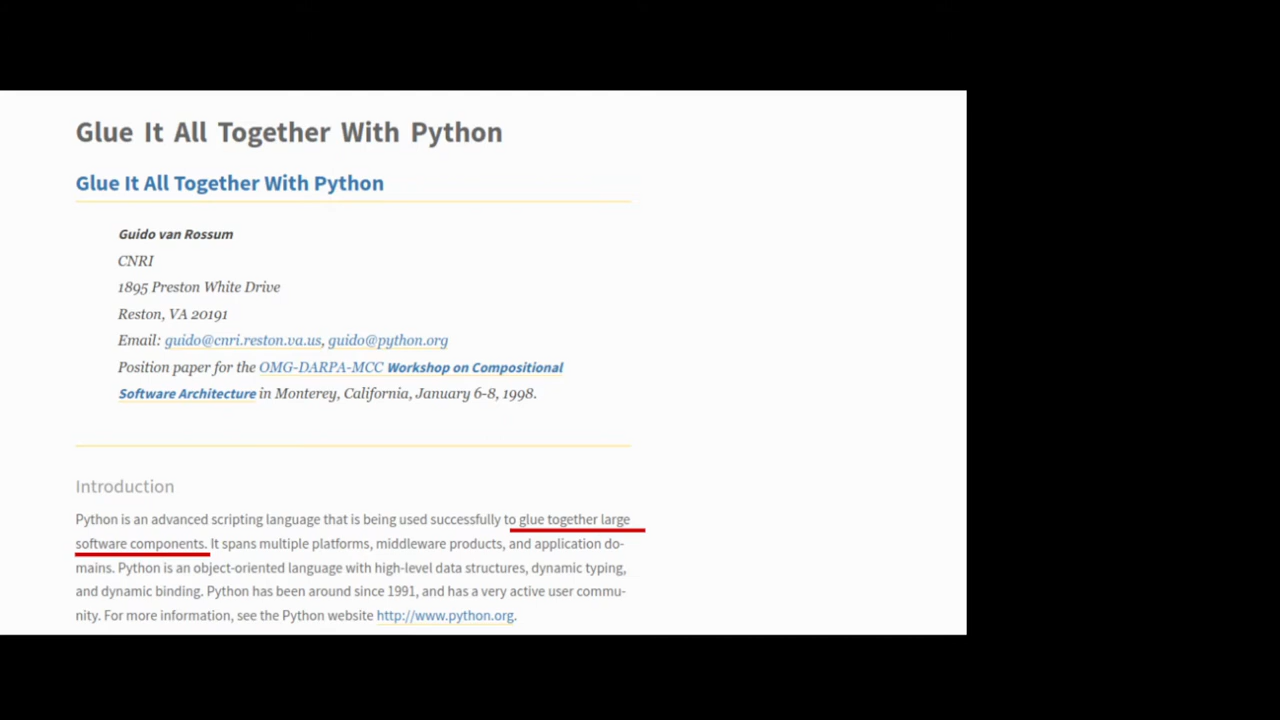 Glue It All Together With Python
Glue It All Together With Python
Guido van Rossum
CNRI
1895 Preston White Drive
Reston, VA 20191
Email: guido@cnri.reston.va.us, guido@python.org
Position paper for the OMG-DARPA-MCC Workshop on Compositional
Software Architecture in Monterey, California, January 6-8, 1998.
Introduction
Python is an advanced scripting language that is being used successfully to glue together large
software components. It spans multiple platforms, middleware products, and application do-
mains. Python is an object-oriented language with high-level data structures, dynamic typing,
and dynamic binding. Python has been around since 1991, and has a very active user commu-
nity. For more information, see the Python website http://www.python.org.